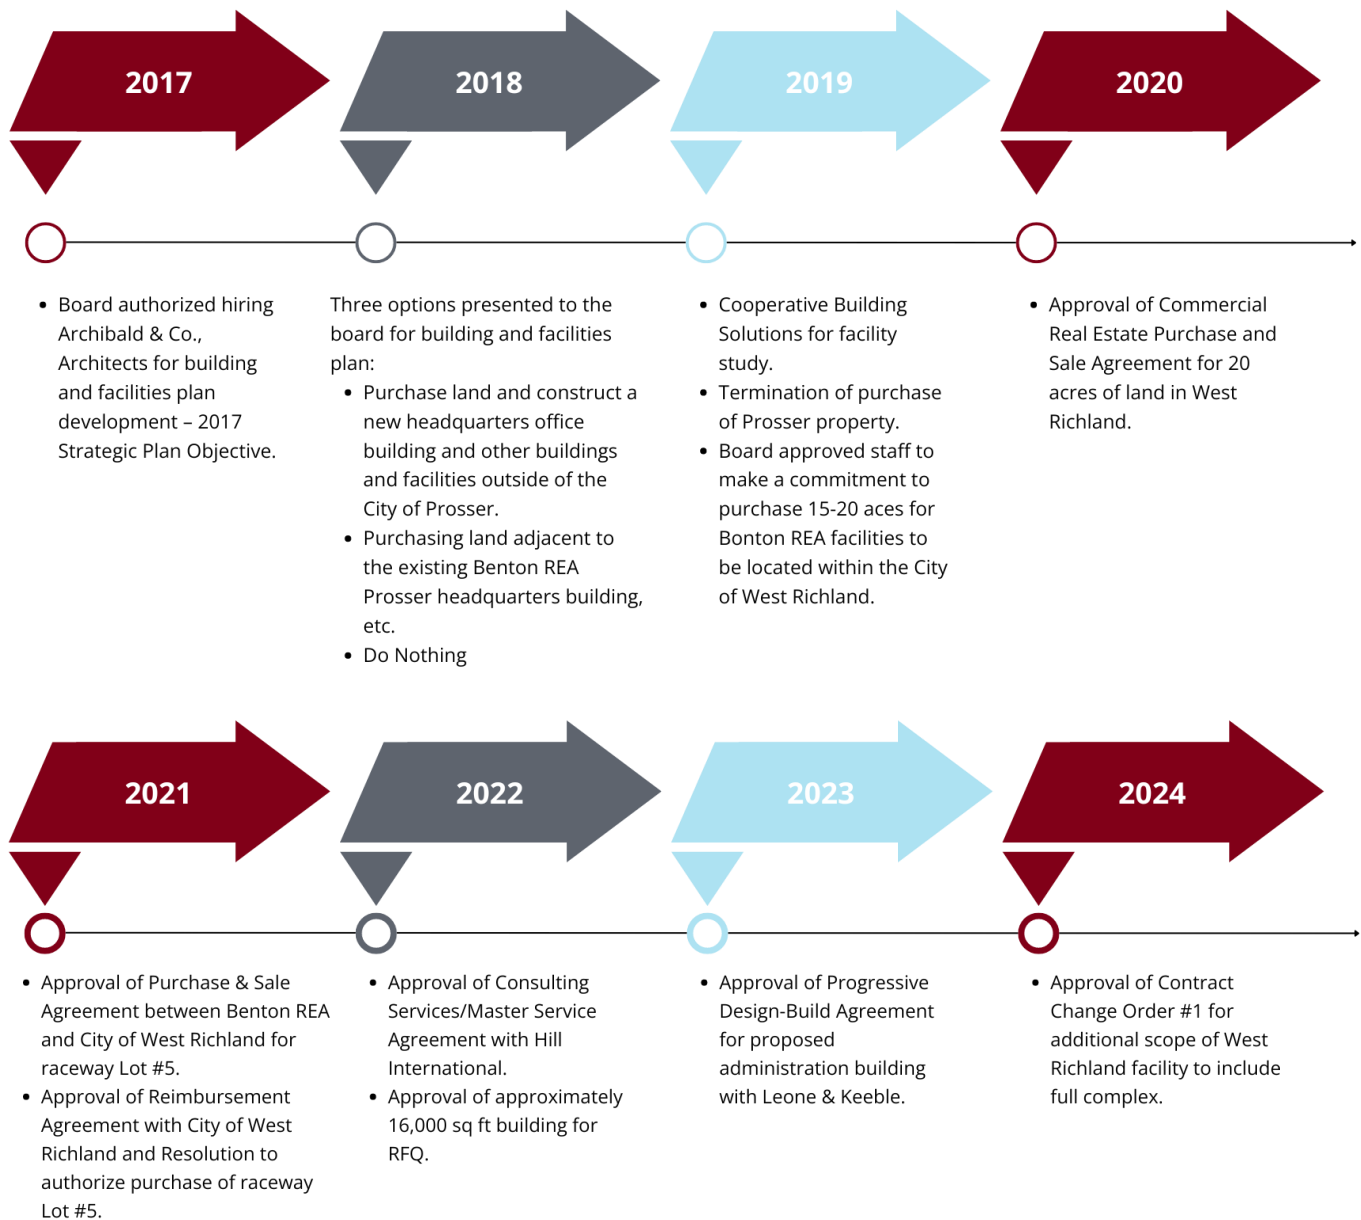 2017
2018
2019
2020
• Board authorized hiring
Archibald & Co.,
Architects for building
and facilities plan
development – 2017
Strategic Plan Objective.
Three options presented to the
board for building and facilities
plan:
• Purchase land and construct a
new headquarters office
building and other buildings
and facilities outside of the
City of Prosser.
• Purchasing land adjacent to
the existing Benton REA
Prosser headquarters building,
etc.
• Do Nothing
• Cooperative Building
Solutions for facility
study.
• Termination of purchase
of Prosser property.
• Board approved staff to
make a commitment to
purchase 15-20 aces for
Bonton REA facilities to
be located within the City
of West Richland.
• Approval of Commercial
Real Estate Purchase and
Sale Agreement for 20
acres of land in West
Richland.
2021
2022
2023
2024
• Approval of Purchase & Sale
Agreement between Benton REA
and City of West Richland for
raceway Lot #5.
• Approval of Reimbursement
Agreement with City of West
Richland and Resolution to
authorize purchase of raceway
Lot #5.
• Approval of Consulting
Services/Master Service
Agreement with Hill
International.
• Approval of approximately
16,000 sq ft building for
RFQ.
• Approval of Progressive
Design-Build Agreement
for proposed
administration building
with Leone & Keeble.
• Approval of Contract
Change Order #1 for
additional scope of West
Richland facility to include
full complex.